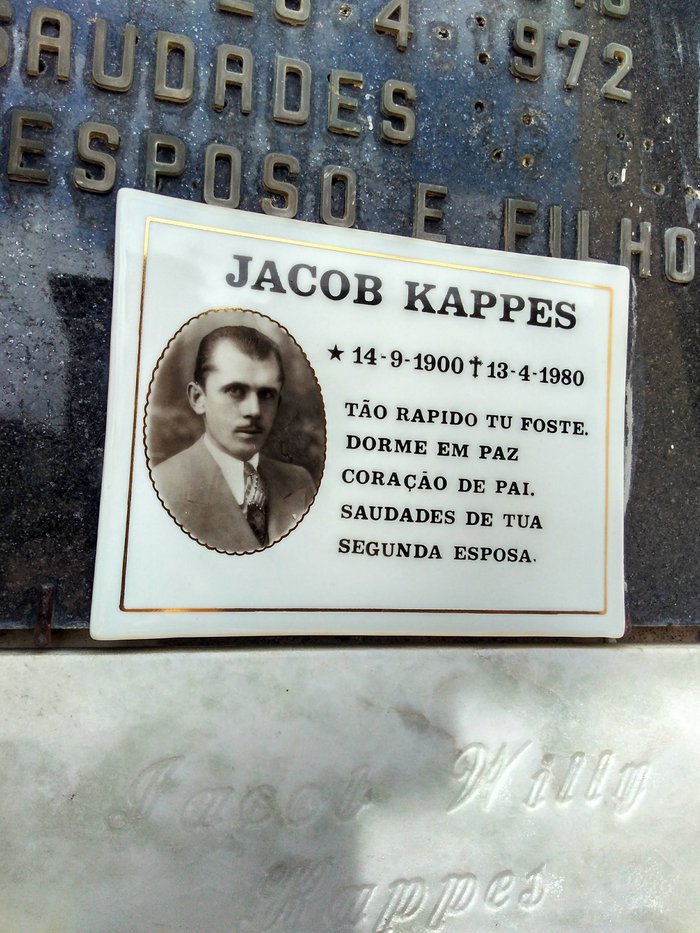 4.972
SAUDADES
ESPOSO E FILHO
JACOB KAPPES
★ 14-9-1900 ✝ 13-4-1980
TÃO RAPIDO TU FOSTE.
DORME EM PAZ
CORAÇÃO DE PAI.
SAUDADES DE TUA
SEGUNDA ESPOSA.
Jacob Willy
Kappes